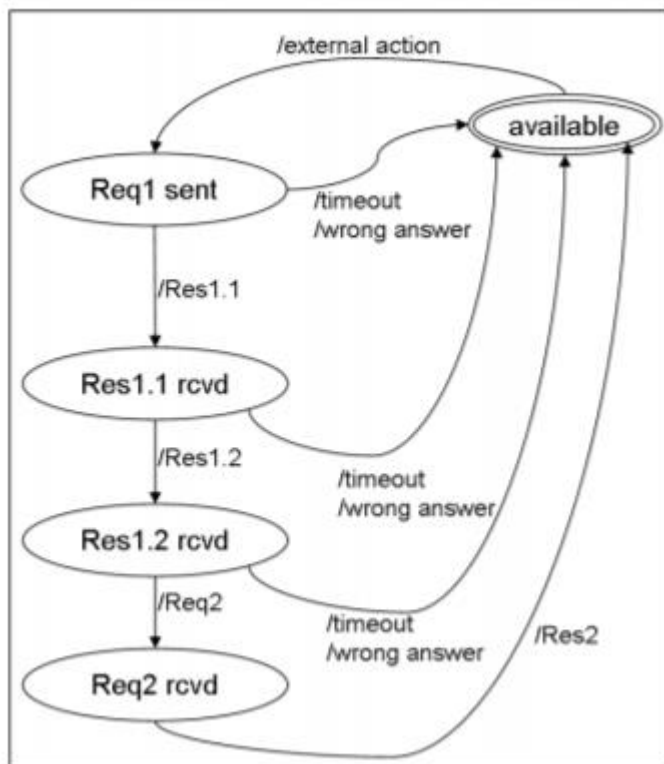 /external action
available
Req1 sent
/timeout
/wrong answer
/Res1.1
Res1.1 rcvd
/Res1.2
/timeout
/wrong answer
Res1.2 rcvd
/Req2
/timeout
/wrong answer
/Res2
Req2 rcvd